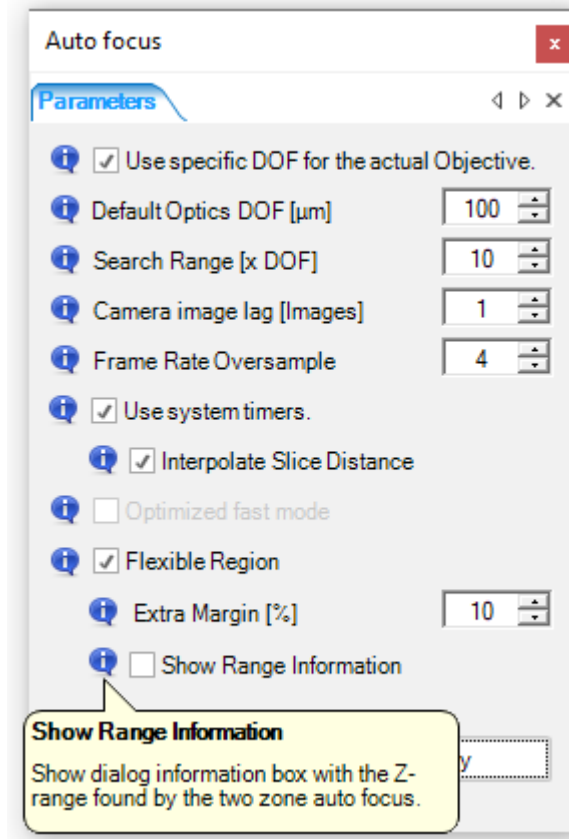 Auto focus
x
Parameters
Use specific DOF for the actual Objective.
Default Optics DOF [µm] 100
Search Range [x DOF] 10
Camera image lag [Images] 1
Frame Rate Oversample 4
Use system timers.
Interpolate Slice Distance
Optimized fast mode
Flexible Region
Extra Margin [%] 10
Show Range Information
Show Range Information
Show dialog information box with the Z-
range found by the two zone auto focus.